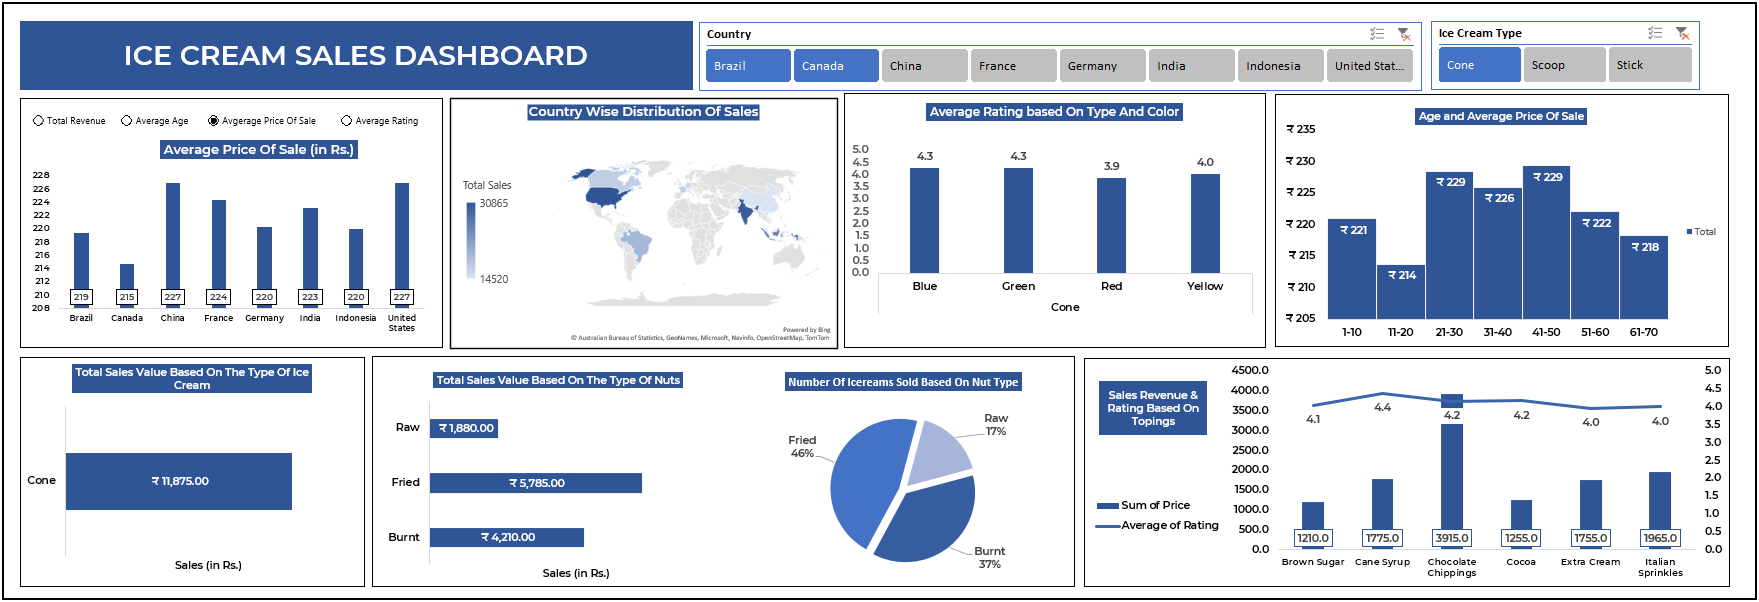 ICE CREAM SALES DASHBOARD
Country
Brazil
Canada
China
France
Germany
India
Indonesia
United Stat...
Ice Cream Type
Cone
Scoop
Stick
Total Revenue
Average Age
Avgerage Price Of Sale
Average Rating
Average Price Of Sale (in Rs.)
228
226
224
222
220
218
216
214
212
210
208
219
215
227
224
220
223
220
227
Brazil
Canada
China
France
Germany
India
Indonesia
United
States
Country Wise Distribution Of Sales
Total Sales
30865
14520
Powered by Bing
© Australian Bureau of Statistics, GeoNames, Microsoft, Navinfo, OpenStreetMap, TomTom
Average Rating based On Type And Color
5.0
4.5
4.0
3.5
3.0
2.5
2.0
1.5
1.0
0.5
0.0
4.3
4.3
3.9
4.0
Blue
Green
Red
Yellow
Cone
Age and Average Price Of Sale
₹ 235
₹ 230
₹ 225
₹ 220
₹ 215
₹ 210
₹ 205
₹ 221
₹ 214
₹ 229
₹ 226
₹ 229
₹ 222
₹ 218
1-10
11-20
21-30
31-40
41-50
51-60
61-70
Total
Total Sales Value Based On The Type Of Ice
Cream
Cone
₹ 11,875.00
Sales (in Rs.)
Total Sales Value Based On The Type Of Nuts
Raw
₹ 1,880.00
Fried
₹ 5,785.00
Burnt
₹ 4,210.00
Sales (in Rs.)
Number Of Icereams Sold Based On Nut Type
Raw
17%
Fried
46%
Burnt
37%
Sales Revenue &
Rating Based On
Topings
Sum of Price
Average of Rating
4500.0
4000.0
3500.0
3000.0
2500.0
2000.0
1500.0
1000.0
500.0
0.0
4.1
4.4
4.2
4.2
4.0
4.0
1210.0
1775.0
3915.0
1255.0
1755.0
1965.0
Brown Sugar
Cane Syrup
Chocolate
Chippings
Cocoa
Extra Cream
Italian
Sprinkles
5.0
4.5
4.0
3.5
3.0
2.5
2.0
1.5
1.0
0.5
0.0